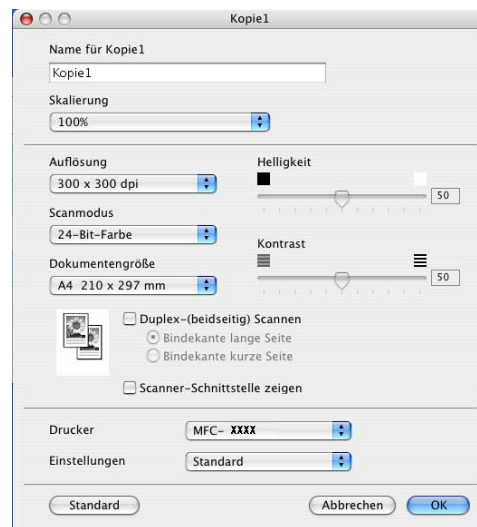 Kopie1
Name für Kopie1
Kopie1
Skalierung
100%
Auflösung
300 x 300 dpi
Scanmodus
24-Bit-Farbe
Dokumentengröße
A4 210 x 297 mm
Helligkeit
50
Kontrast
50
Duplex-(beidseitig) Scannen
Bindekante lange Seite
Bindekante kurze Seite
Scanner-Schnittstelle zeigen
Drucker
MFC- XXXX
Einstellungen
Standard
Standard
Abbrechen
OK